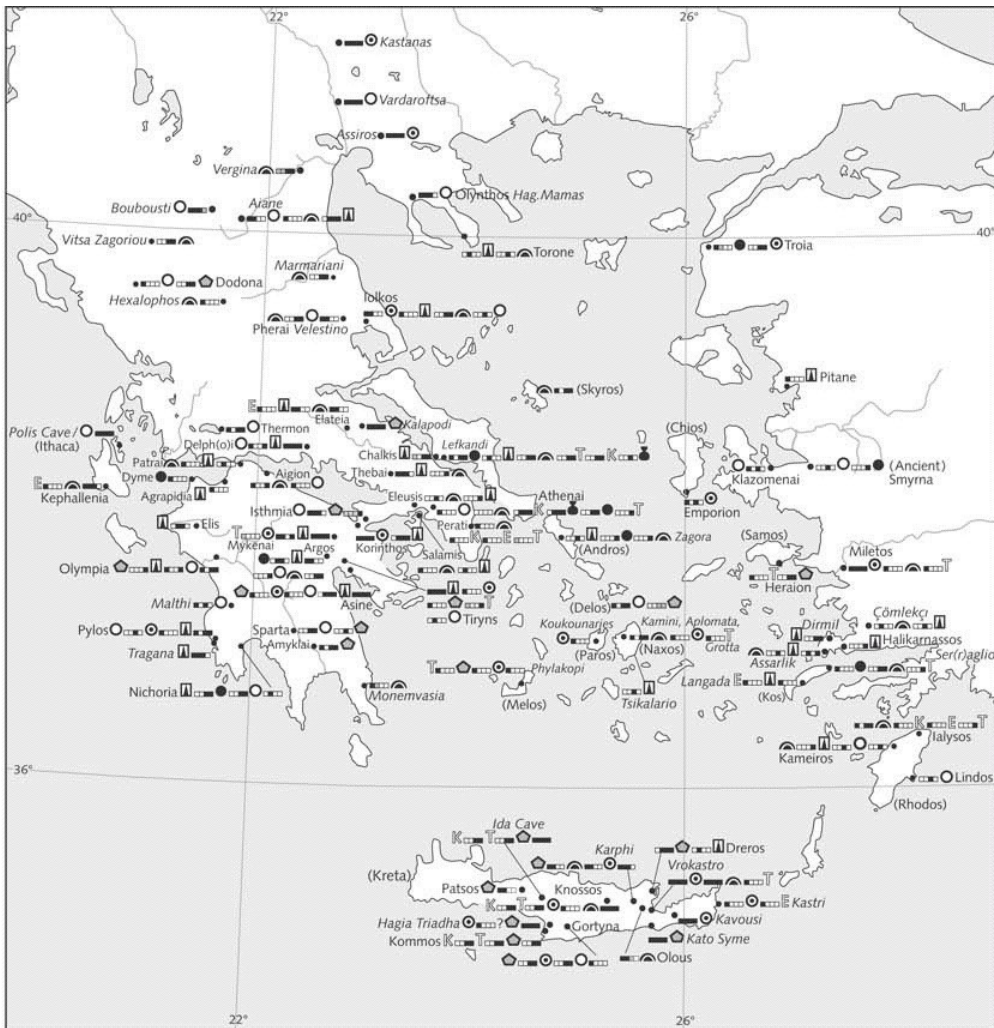 22°
26°
Kastanas
Vardaroftsa
Assiros
Vergina
Olynthos Hag.Mamas
Boubousti
Aiane
40°
40°
Vitsa Zagoriou
Torone
Troia
Marmariani
Dodona
Hexalophos
Iolkos
Pherai Velestino
Pitane
(Skyros)
E
Elateia
Kalapodi
Thermon
(Chios)
Polis Cave/
(Ithaca)
Delph(o)i
Chalkis
Lefkandi
T K
Patrai
Thebai
Klazomenai
(Ancient)
Smyrna
Dyme
Aigion
E
Kephallenia
Agrapidia
Eleusis
Athenai
Emporion
Isthmia
K T
Elis
Perati
T
Mykenai
Argos
Korinthos
K E T
Salamis
(Andros)
Zagora
(Samos)
Miletos
T
Olympia
T
Heraion
Asine
T
Malthi
Tiryns
(Delos)
Koukounaries
Kamini, Aplomata,
Grotta
T
Çömlekçı
Dirmil
Halikarnassos
Pylos
Sparta
Amyklai
(Paros)
(Naxos)
Assarlik
Ser(r)aglio
T
Tragana
T
Phylakopi
Langada E
(Kos)
Nichoria
Monemvasia
(Melos)
Tsikalario
K E T
Ialysos
Kameiros
36°
Lindos
(Rhodos)
Ida Cave
K T
Karphi
Dreros
Vrokastro
(Kreta)
T
Patsos
Knossos
K T
E Kastri
Hagia Triadha ?
Gortyna
Kavousi
Kommos K T
Kato Syme
Olous
22°
26°